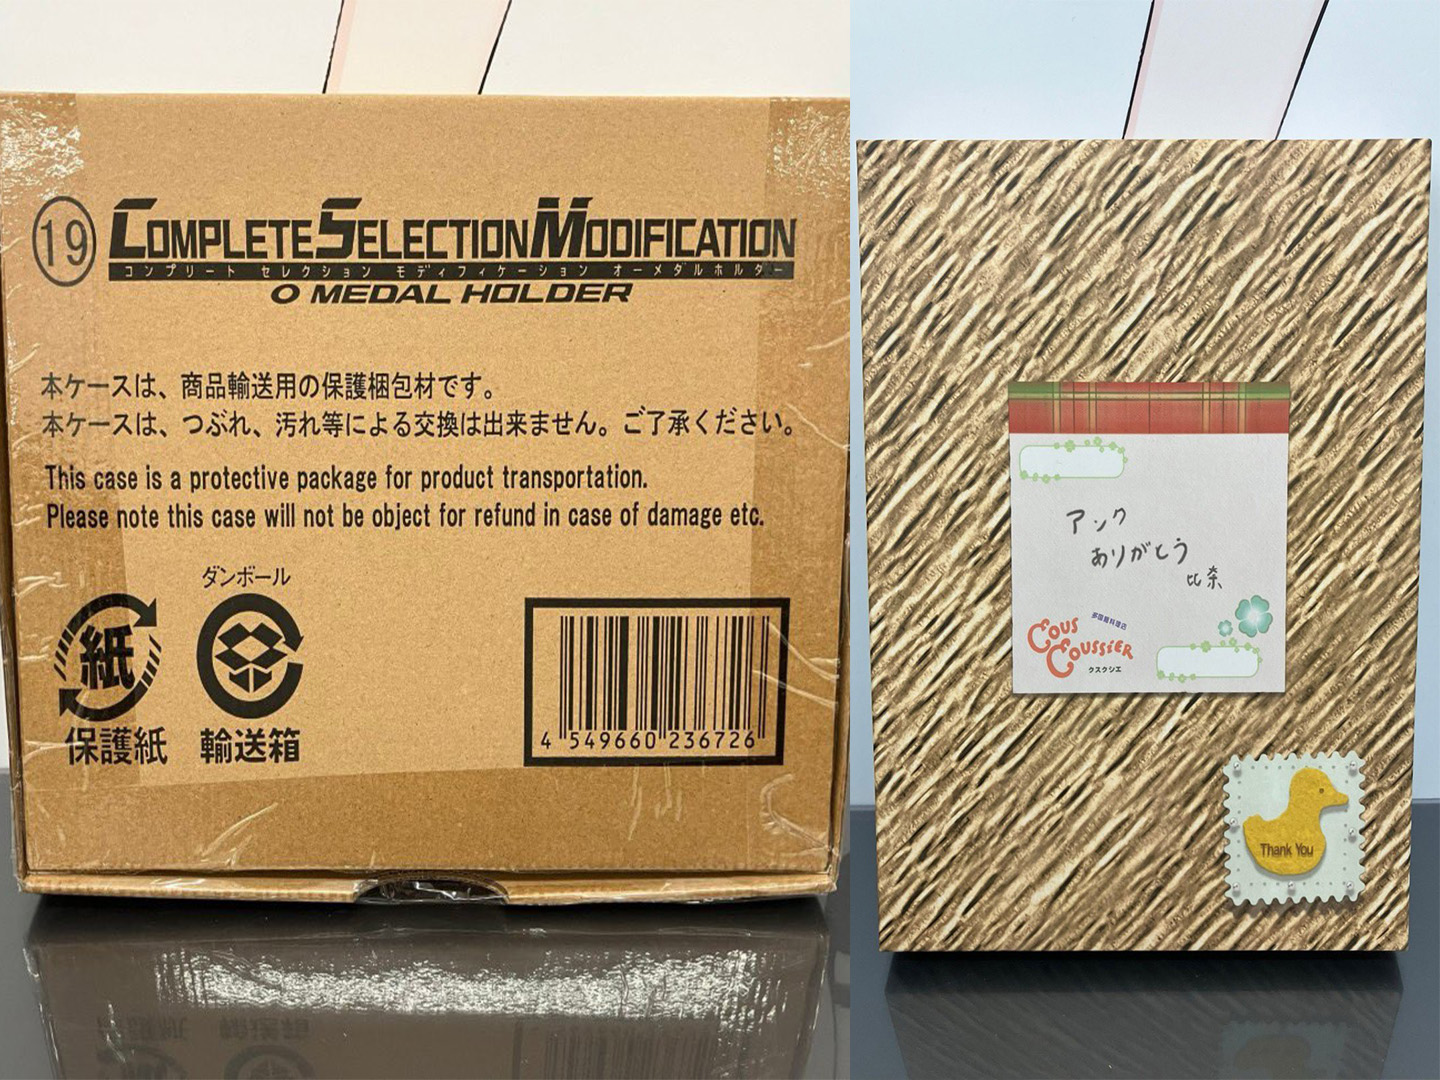 19 COMPLETE SELECTION MODIFICATION
コンプリート セレクション モディフィケーション オーメダルホルダー
O MEDAL HOLDER
本ケースは、商品輸送用の保護梱包材です。
本ケースは、つぶれ、汚れ等による交換は出来ません。ご了承ください。
This case is a protective package for product transportation.
Please note this case will not be object for refund in case of damage etc.
ダンボール
紙
保護紙
輸送箱
4 549660 236726
アンク
ありがとう
比奈
多国籍料理店
COUS
COUSSIER
クスクシエ
Thank You